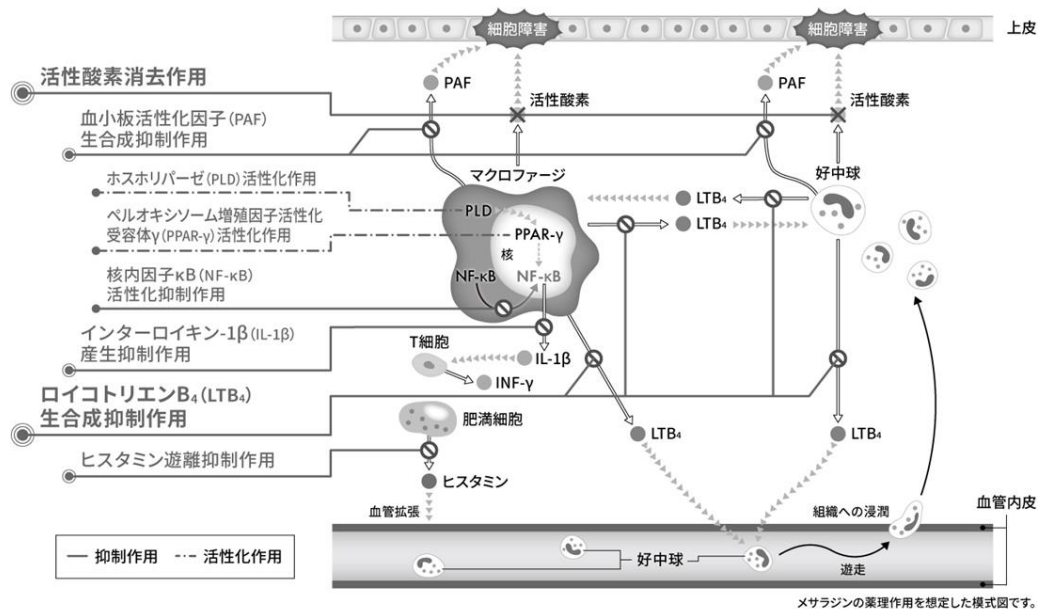 細胞障害
細胞障害
上皮
活性酸素消去作用
PAF
PAF
活性酸素
活性酸素
血小板活性化因子(PAF)
生合成抑制作用
マクロファージ
好中球
ホスホリパーゼ(PLD)活性化作用
PLD
LTB₄
LTB₄
ペルオキシソーム増殖因子活性化
受容体γ(PPAR-γ)活性化作用
PPAR-γ
核
核内因子κB(NF-κB)
活性化抑制作用
NF-κB
NF-κB
インターロイキン-1β(IL-1β)
産生抑制作用
T細胞
IL-1β
INF-γ
ロイコトリエンB₄(LTB₄)
生合成抑制作用
肥満細胞
LTB₄
LTB₄
ヒスタミン遊離抑制作用
ヒスタミン
血管拡張
組織への浸潤
血管内皮
抑制作用
活性化作用
好中球
遊走
メサラジンの薬理作用を想定した模式図です。